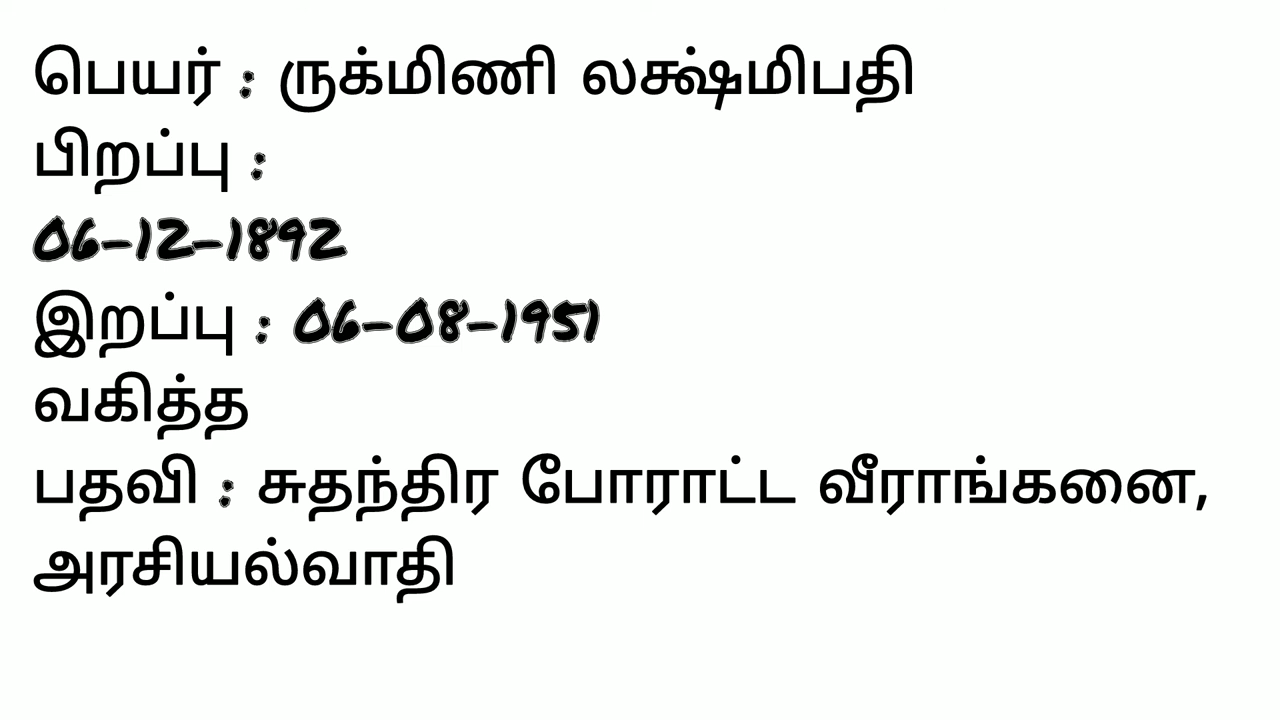 பெயர் : ருக்மிணி லக்ஷ்மிபதி
பிறப்பு :
06-12-1892
இறப்பு : 06-08-1951
வகித்த
பதவி : சுதந்திர போராட்ட வீராங்கனை,
அரசியல்வாதி